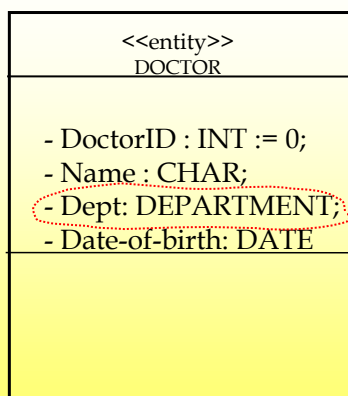 <<entity>>
DOCTOR
- DoctorID : INT := 0;
- Name : CHAR;
- Dept: DEPARTMENT;
- Date-of-birth: DATE